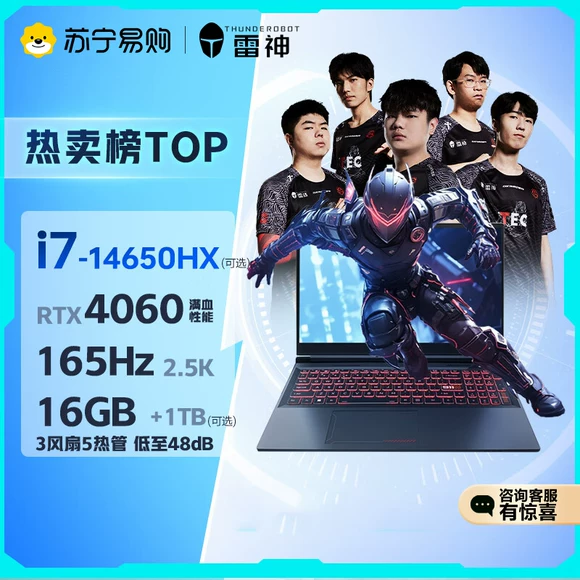 苏宁易购
THUNDEROBOT
雷神
热卖榜TOP
i7-14650HX(可选)
RTX 4060 满血性能
165Hz 2.5K
16GB +1TB(可选)
3风扇5热管 低至48dB
TEC
咨询客服
有惊喜